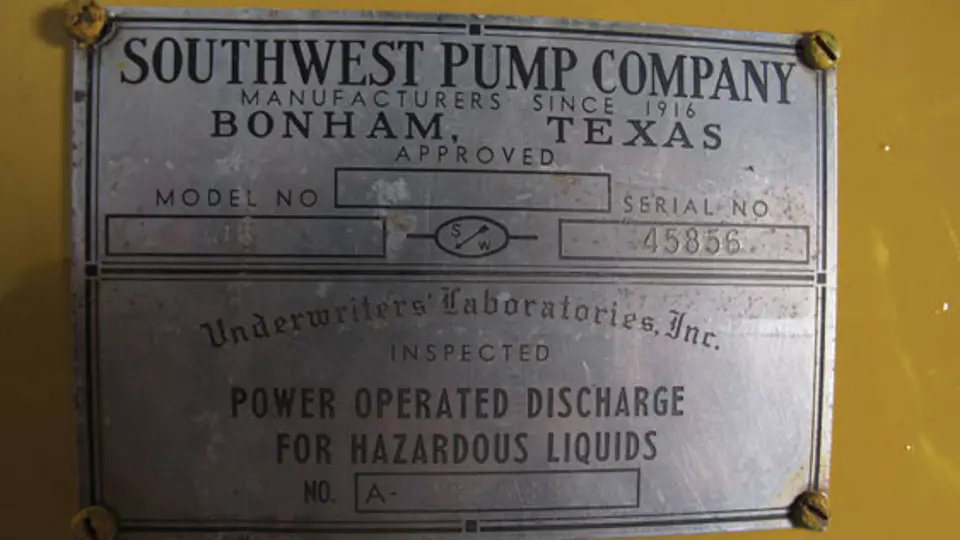 SOUTHWEST PUMP COMPANY
MANUFACTURERS SINCE 1916
BONHAM, TEXAS
APPROVED
MODEL NO
SERIAL NO
S W
45856
Underwriters' Laboratories, Inc.
INSPECTED
POWER OPERATED DISCHARGE
FOR HAZARDOUS LIQUIDS
NO. A-